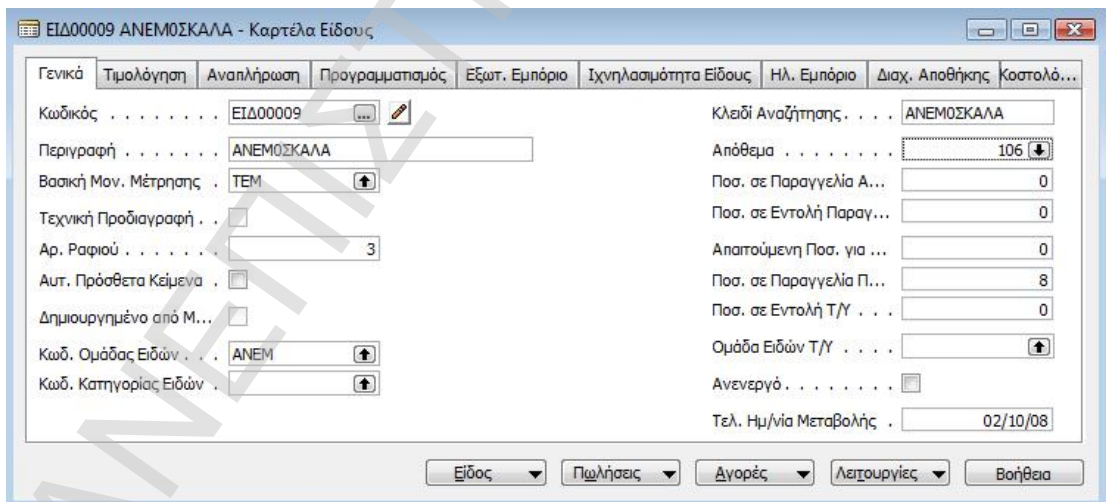 ΕΙΔ00009 ΑΝΕΜ0ΣΚΑΛΑ - Καρτέλα Είδους
Γενικά Τιμολόγηση Αναπλήρωση Προγραμματισμός Εξωτ. Εμπόριο Ιχνηλασιμότητα Είδους Ηλ. Εμπόριο Διαχ. Αποθήκης Κοστολό...
Κωδικός . . . . . . . . ΕΙΔ00009 ... Κλειδί Αναζήτησης . . . . ΑΝΕΜ0ΣΚΑΛΑ
Περιγραφή . . . . . . . ΑΝΕΜ0ΣΚΑΛΑ Απόθεμα . . . . . . . . 106
Βασική Μον. Μέτρησης . ΤΕΜ Ποσ. σε Παραγγελία Α... 0
Τεχνική Προδιαγραφή . . Ποσ. σε Εντολή Παραγ... 0
Αρ. Ραφιού . . . . . . . 3 Απαιτούμενη Ποσ. για ... 0
Αυτ. Πρόσθετα Κείμενα . Ποσ. σε Παραγγελία Π... 8
Δημιουργημένο από Μ... Ποσ. σε Εντολή Τ/Υ . . . 0
Κωδ. Ομάδας Ειδών . . . ΑΝΕΜ Ομάδα Ειδών Τ/Υ . . . .
Κωδ. Κατηγορίας Ειδών . Ανενεργό . . . . . . . .
Τελ. Ημ/νία Μεταβολής . 02/10/08
Είδος Πωλήσεις Αγορές Λειτουργίες Βοήθεια